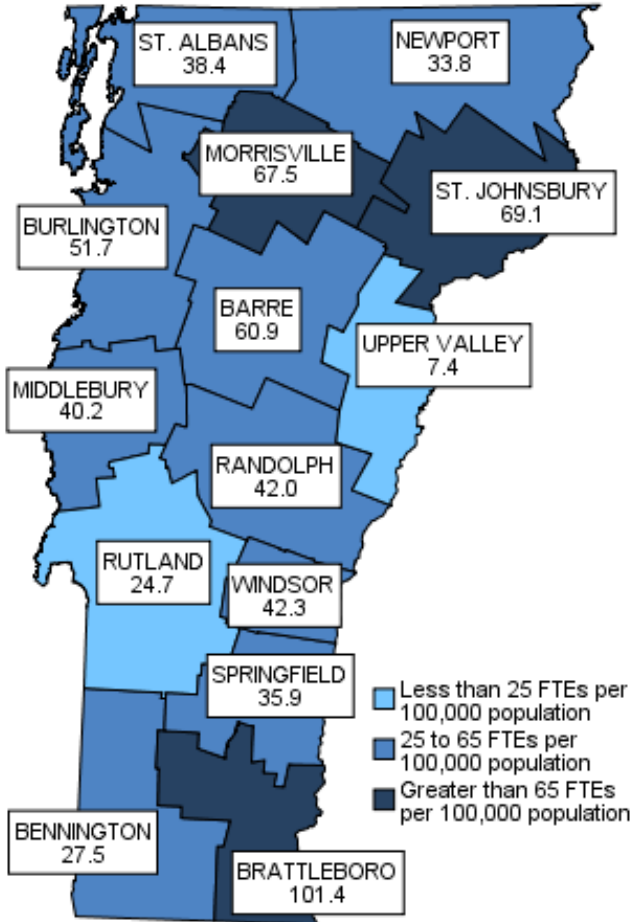 ST. ALBANS
38.4
NEWPORT
33.8
MORRISVILLE
67.5
ST. JOHNSBURY
69.1
BURLINGTON
51.7
BARRE
60.9
UPPER VALLEY
7.4
MIDDLEBURY
40.2
RANDOLPH
42.0
RUTLAND
24.7
WINDSOR
42.3
SPRINGFIELD
35.9
Less than 25 FTEs per
100,000 population
25 to 65 FTEs per
100,000 population
Greater than 65 FTEs
per 100,000 population
BENNINGTON
27.5
BRATTLEBORO
101.4